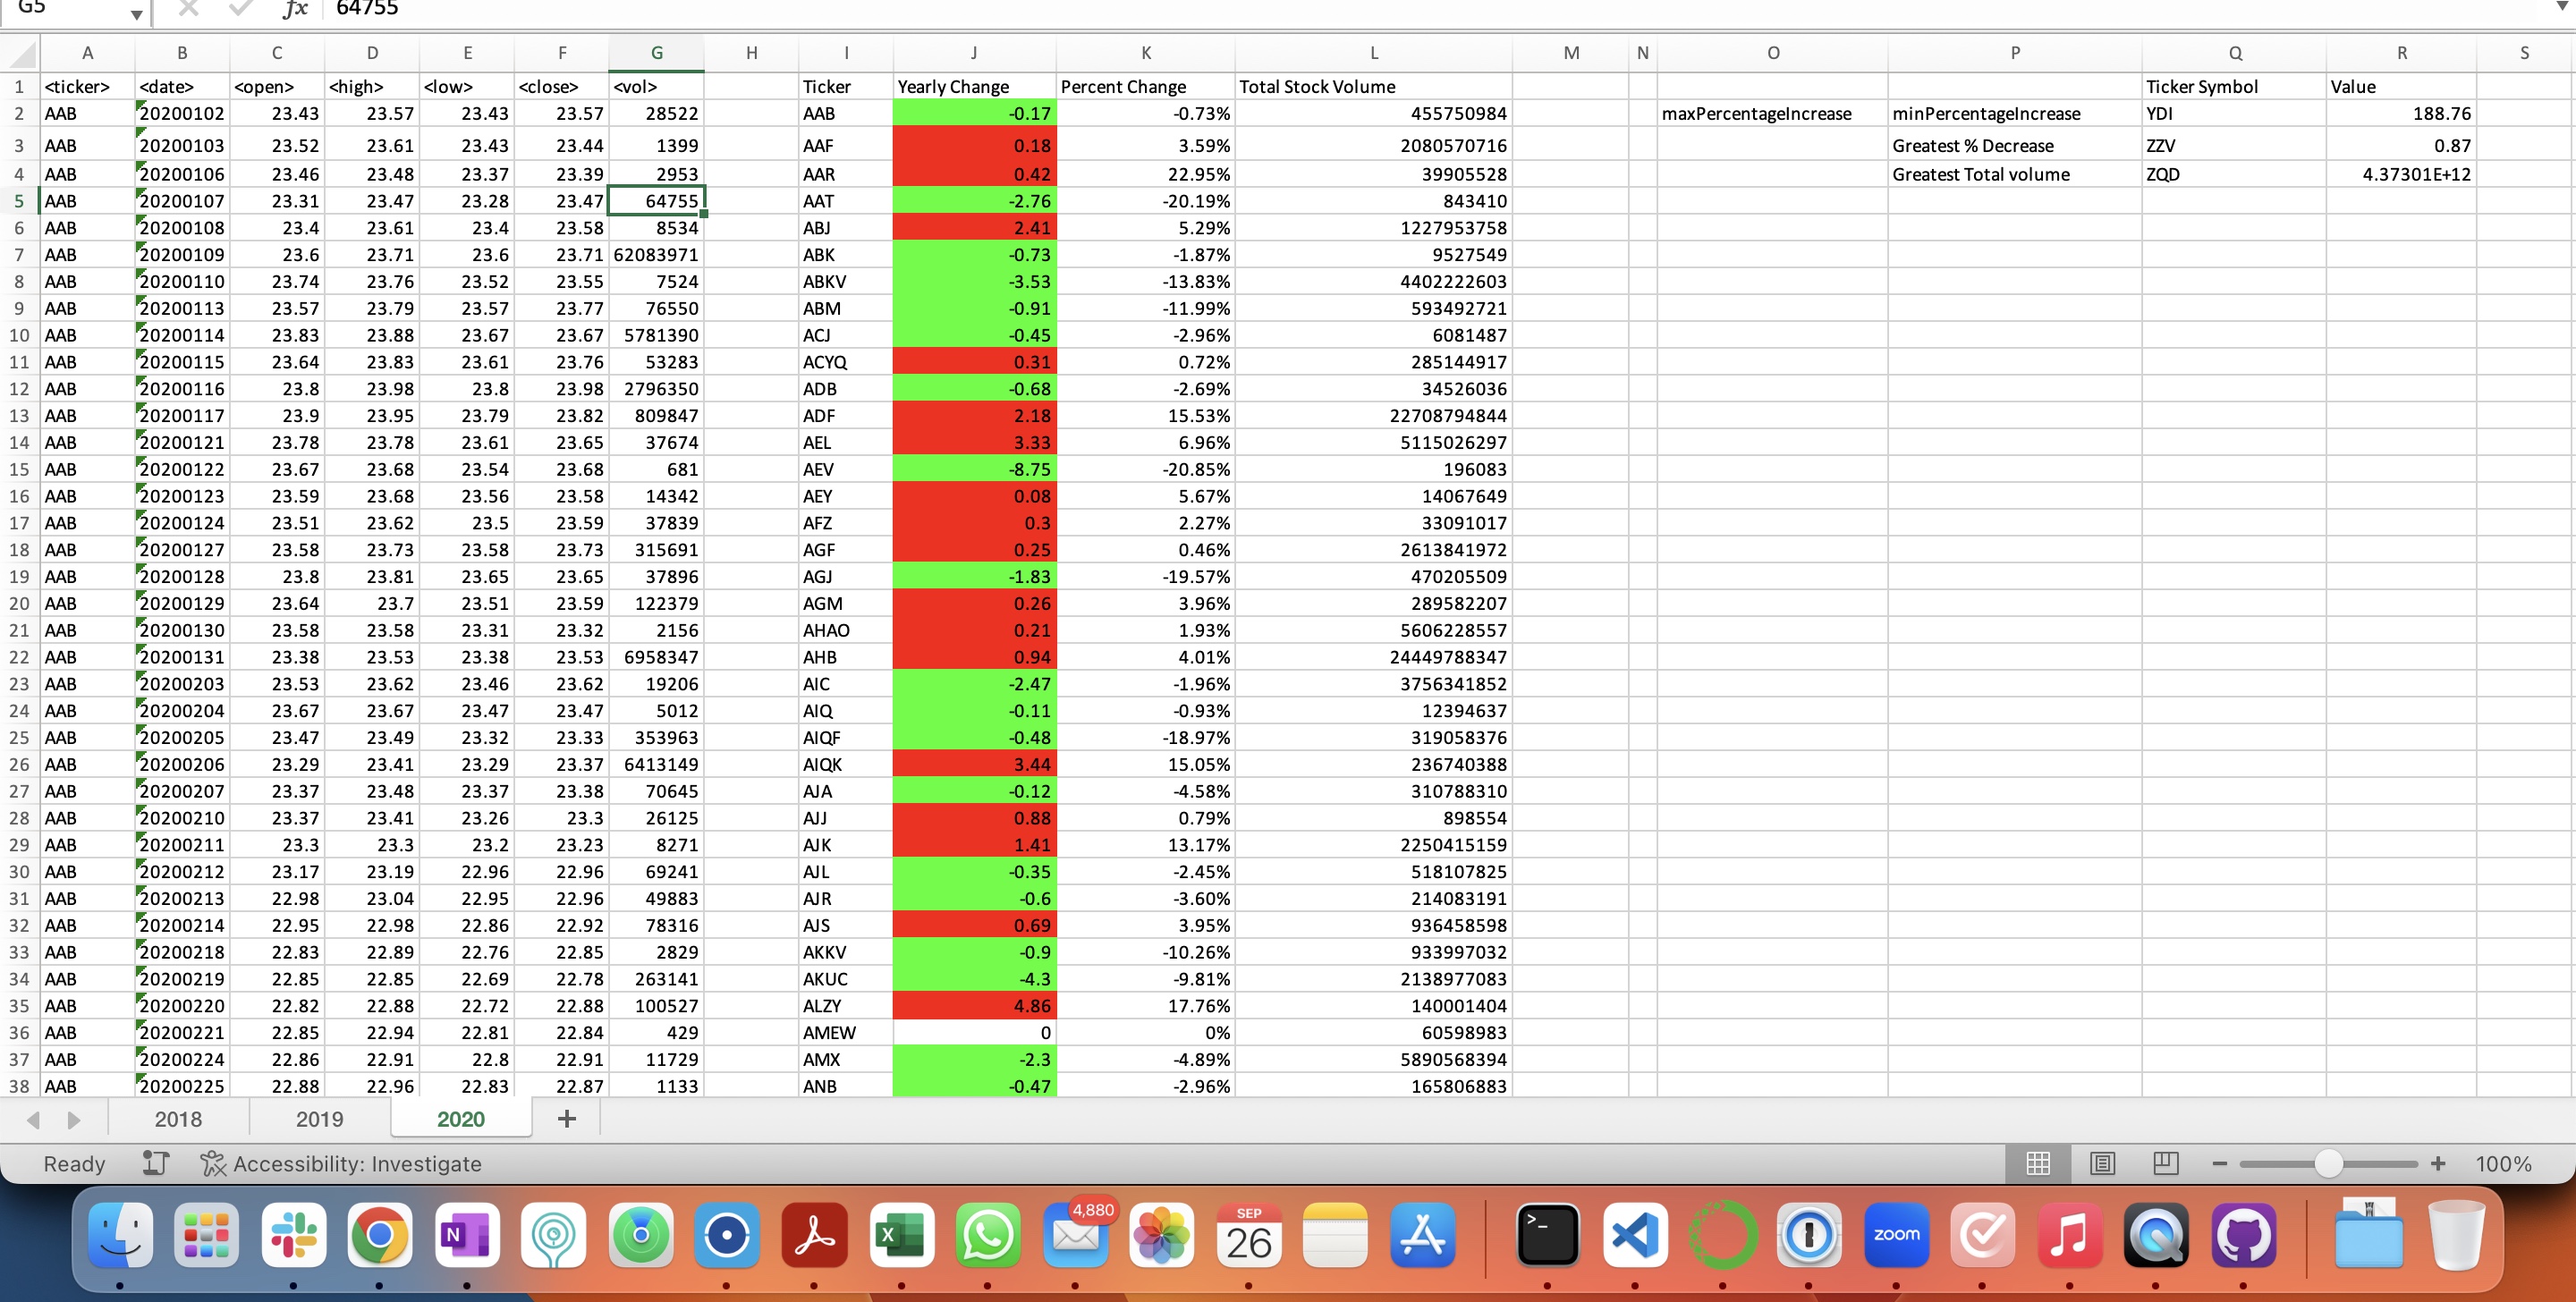 G5 fx 64755
A B C D E F G H I J K L M N O P Q R S
1 <ticker> <date> <open> <high> <low> <close> <vol> Ticker Yearly Change Percent Change Total Stock Volume Ticker Symbol Value
2 AAB 20200102 23.43 23.57 23.43 23.57 28522 AAB -0.17 -0.73% 455750984 maxPercentageIncrease minPercentageIncrease YDI 188.76
3 AAB 20200103 23.52 23.61 23.43 23.44 1399 AAF 0.18 3.59% 2080570716 Greatest % Decrease ZZV 0.87
4 AAB 20200106 23.46 23.48 23.37 23.39 2953 AAR 0.42 22.95% 39905528 Greatest Total volume ZQD 4.37301E+12
5 AAB 20200107 23.31 23.47 23.28 23.47 64755 AAT -2.76 -20.19% 843410
6 AAB 20200108 23.4 23.61 23.4 23.58 8534 ABJ 2.41 5.29% 1227953758
7 AAB 20200109 23.6 23.71 23.6 23.71 62083971 ABK -0.73 -1.87% 9527549
8 AAB 20200110 23.74 23.76 23.52 23.55 7524 ABKV -3.53 -13.83% 4402222603
9 AAB 20200113 23.57 23.79 23.57 23.77 76550 ABM -0.91 -11.99% 593492721
10 AAB 20200114 23.83 23.88 23.67 23.67 5781390 ACJ -0.45 -2.96% 6081487
11 AAB 20200115 23.64 23.83 23.61 23.76 53283 ACYQ 0.31 0.72% 285144917
12 AAB 20200116 23.8 23.98 23.8 23.98 2796350 ADB -0.68 -2.69% 34526036
13 AAB 20200117 23.9 23.95 23.79 23.82 809847 ADF 2.18 15.53% 22708794844
14 AAB 20200121 23.78 23.78 23.61 23.65 37674 AEL 3.33 6.96% 5115026297
15 AAB 20200122 23.67 23.68 23.54 23.68 681 AEV -8.75 -20.85% 196083
16 AAB 20200123 23.59 23.68 23.56 23.58 14342 AEY 0.08 5.67% 14067649
17 AAB 20200124 23.51 23.62 23.5 23.59 37839 AFZ 0.3 2.27% 33091017
18 AAB 20200127 23.58 23.73 23.58 23.73 315691 AGF 0.25 0.46% 2613841972
19 AAB 20200128 23.8 23.81 23.65 23.65 37896 AGJ -1.83 -19.57% 470205509
20 AAB 20200129 23.64 23.7 23.51 23.59 122379 AGM 0.26 3.96% 289582207
21 AAB 20200130 23.58 23.58 23.31 23.32 2156 AHAO 0.21 1.93% 5606228557
22 AAB 20200131 23.38 23.53 23.38 23.53 6958347 AHB 0.94 4.01% 24449788347
23 AAB 20200203 23.53 23.62 23.46 23.62 19206 AIC -2.47 -1.96% 3756341852
24 AAB 20200204 23.67 23.67 23.47 23.47 5012 AIQ -0.11 -0.93% 12394637
25 AAB 20200205 23.47 23.49 23.32 23.33 353963 AIQF -0.48 -18.97% 319058376
26 AAB 20200206 23.29 23.41 23.29 23.37 6413149 AIQK 3.44 15.05% 236740388
27 AAB 20200207 23.37 23.48 23.37 23.38 70645 AJA -0.12 -4.58% 310788310
28 AAB 20200210 23.37 23.41 23.26 23.3 26125 AJJ 0.88 0.79% 898554
29 AAB 20200211 23.3 23.3 23.2 23.23 8271 AJK 1.41 13.17% 2250415159
30 AAB 20200212 23.17 23.19 22.96 22.96 69241 AJL -0.35 -2.45% 518107825
31 AAB 20200213 22.98 23.04 22.95 22.96 49883 AJR -0.6 -3.60% 214083191
32 AAB 20200214 22.95 22.98 22.86 22.92 78316 AJS 0.69 3.95% 936458598
33 AAB 20200218 22.83 22.89 22.76 22.85 2829 AKKV -0.9 -10.26% 933997032
34 AAB 20200219 22.85 22.85 22.69 22.78 263141 AKUC -4.3 -9.81% 2138977083
35 AAB 20200220 22.82 22.88 22.72 22.88 100527 ALZY 4.86 17.76% 140001404
36 AAB 20200221 22.85 22.94 22.81 22.84 429 AMEW 0 0% 60598983
37 AAB 20200224 22.86 22.91 22.8 22.91 11729 AMX -2.3 -4.89% 5890568394
38 AAB 20200225 22.88 22.96 22.83 22.87 1133 ANB -0.47 -2.96% 165806883
2018 2019 2020 +
Ready Accessibility: Investigate 100%
4,880
SEP
26
zoom